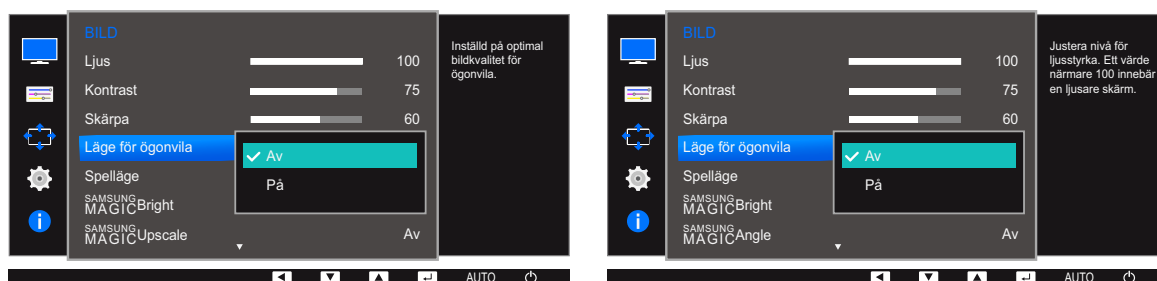 BILD
Ljus 100
Kontrast 75
Skärpa 60
Läge för ögonvila
Av
Spelläge
På
SAMSUNG
MAGICBright
SAMSUNG
MAGICUpscale Av
Inställd på optimal
bildkvalitet för
ögonvila.
AUTO
BILD
Ljus 100
Kontrast 75
Skärpa 60
Läge för ögonvila
Av
Spelläge
På
SAMSUNG
MAGICBright
SAMSUNG
MAGICAngle Av
Justera nivå för
ljusstyrka. Ett värde
närmare 100 innebär
en ljusare skärm.
AUTO